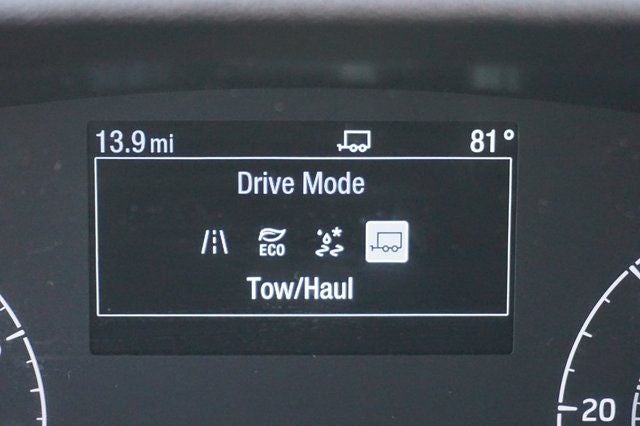 13.9 mi 81°
Drive Mode
ECO
Tow/Haul
20